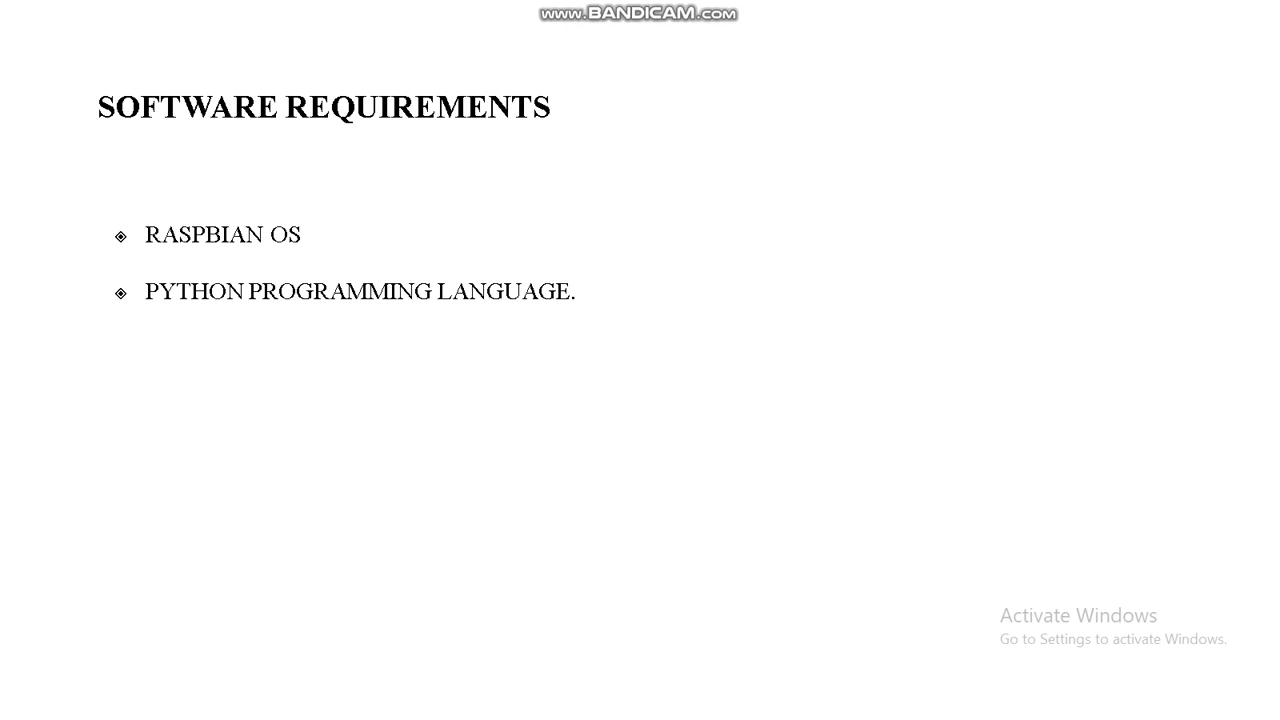 www.BANDICAM.com
SOFTWARE REQUIREMENTS
RASPBIAN OS
PYTHON PROGRAMMING LANGUAGE.
Activate Windows
Go to Settings to activate Windows.